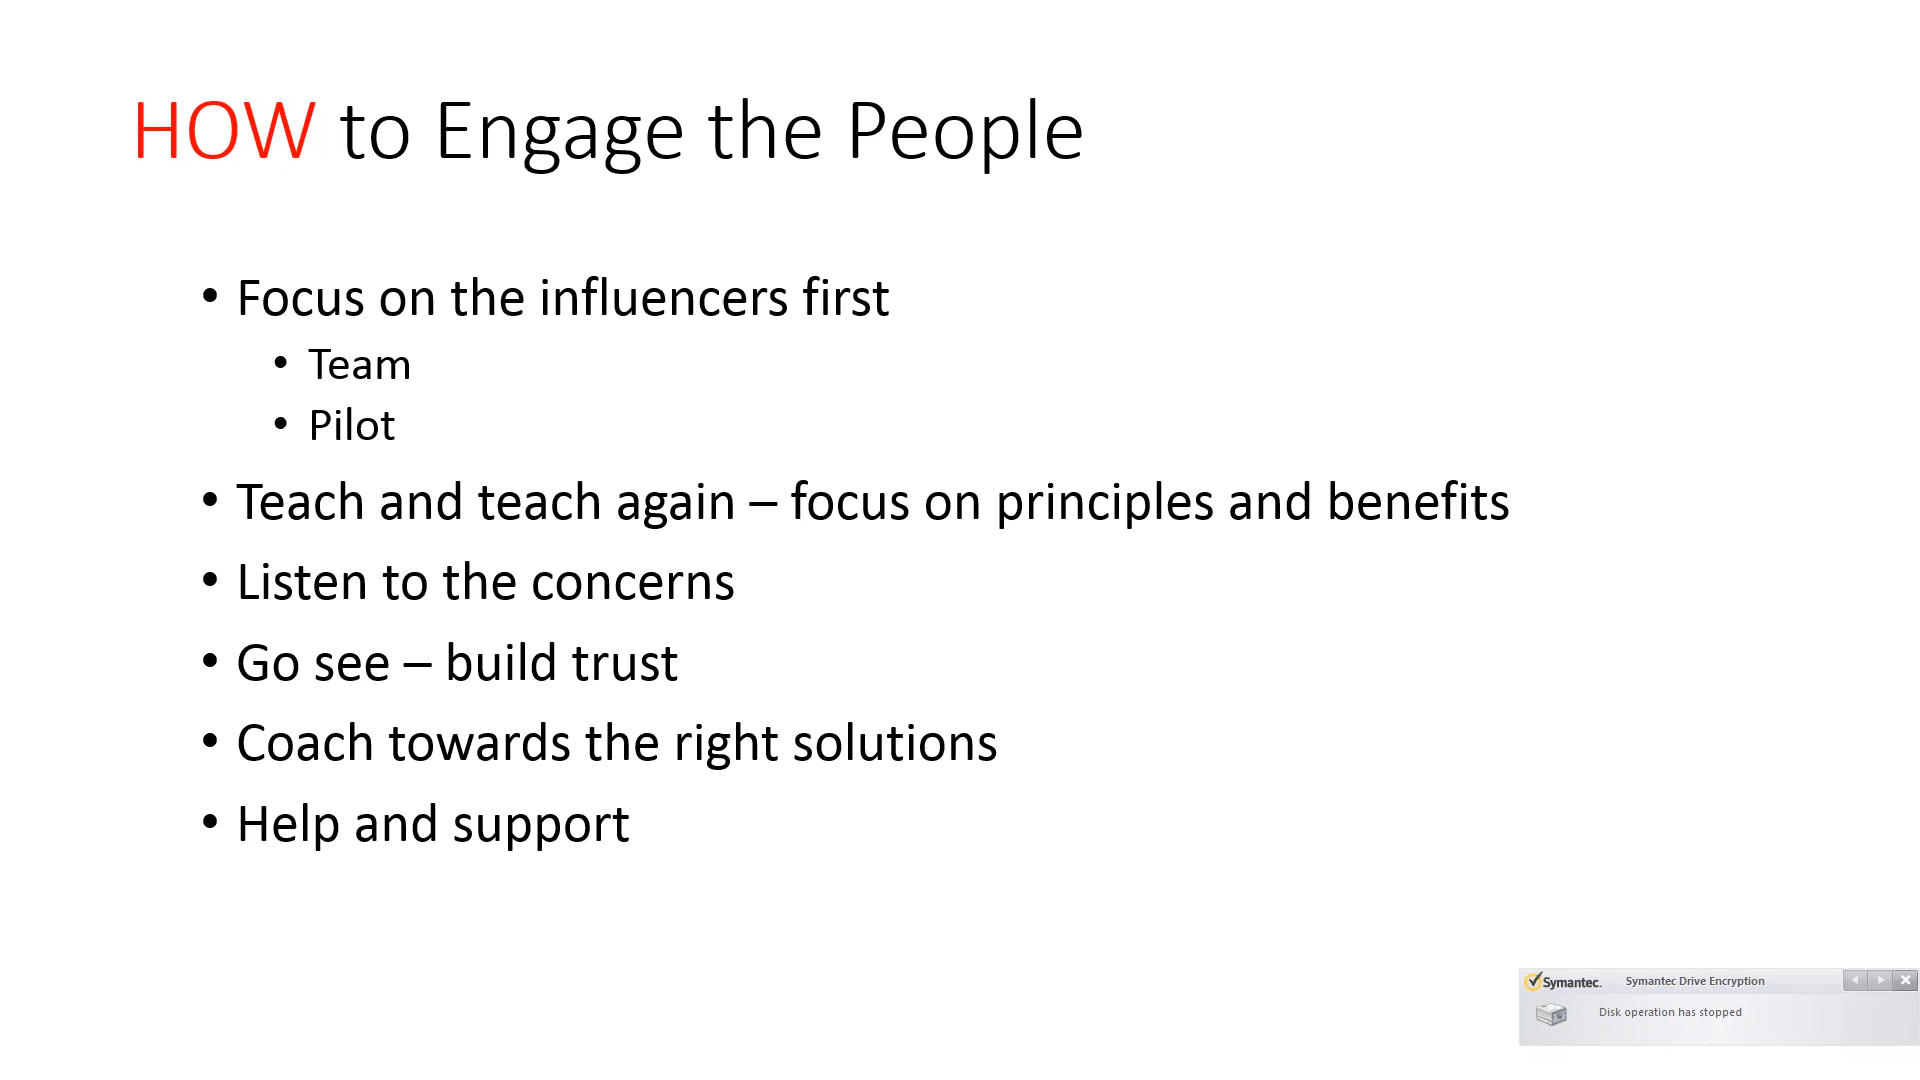 HOW to Engage the People
• Focus on the influencers first
• Team
• Pilot
• Teach and teach again – focus on principles and benefits
• Listen to the concerns
• Go see – build trust
• Coach towards the right solutions
• Help and support
Symantec. Symantec Drive Encryption
Disk operation has stopped